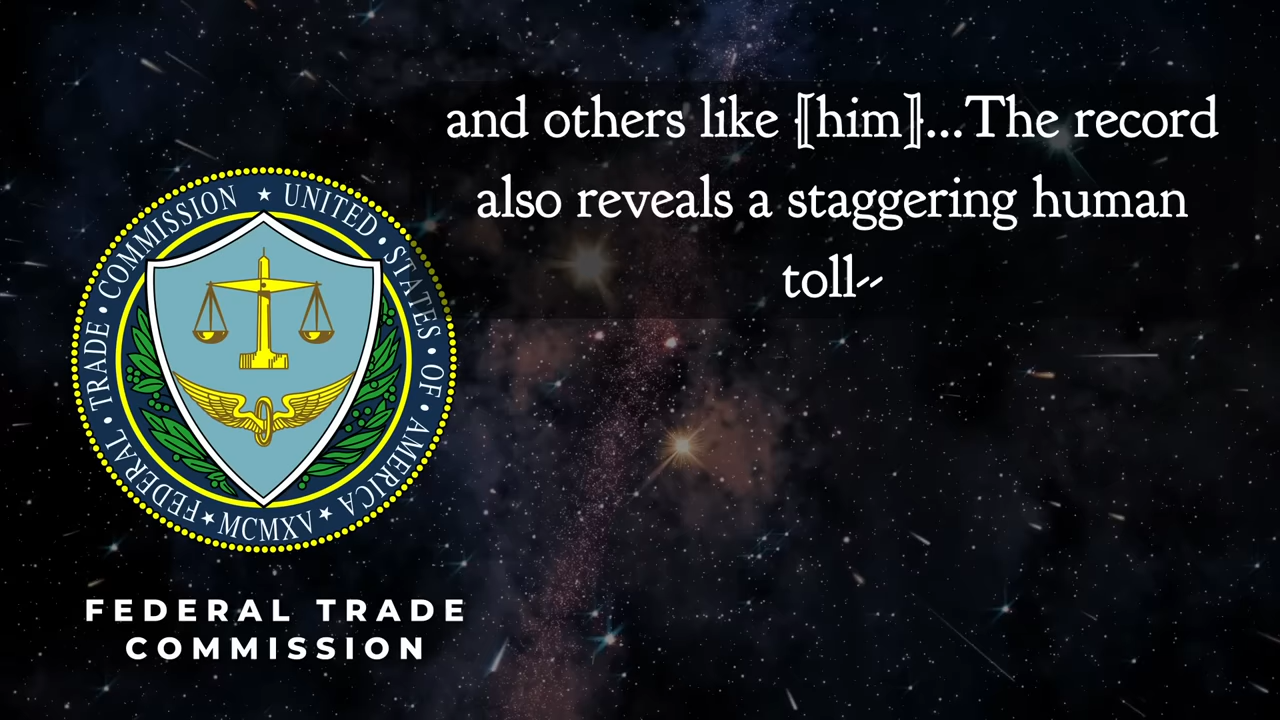 and others like [him]...The record
also reveals a staggering human
toll--
FEDERAL • TRADE • COMMISSION ★ UNITED • STATES • OF • AMERICA ★ MCMXV ★
FEDERAL TRADE
COMMISSION